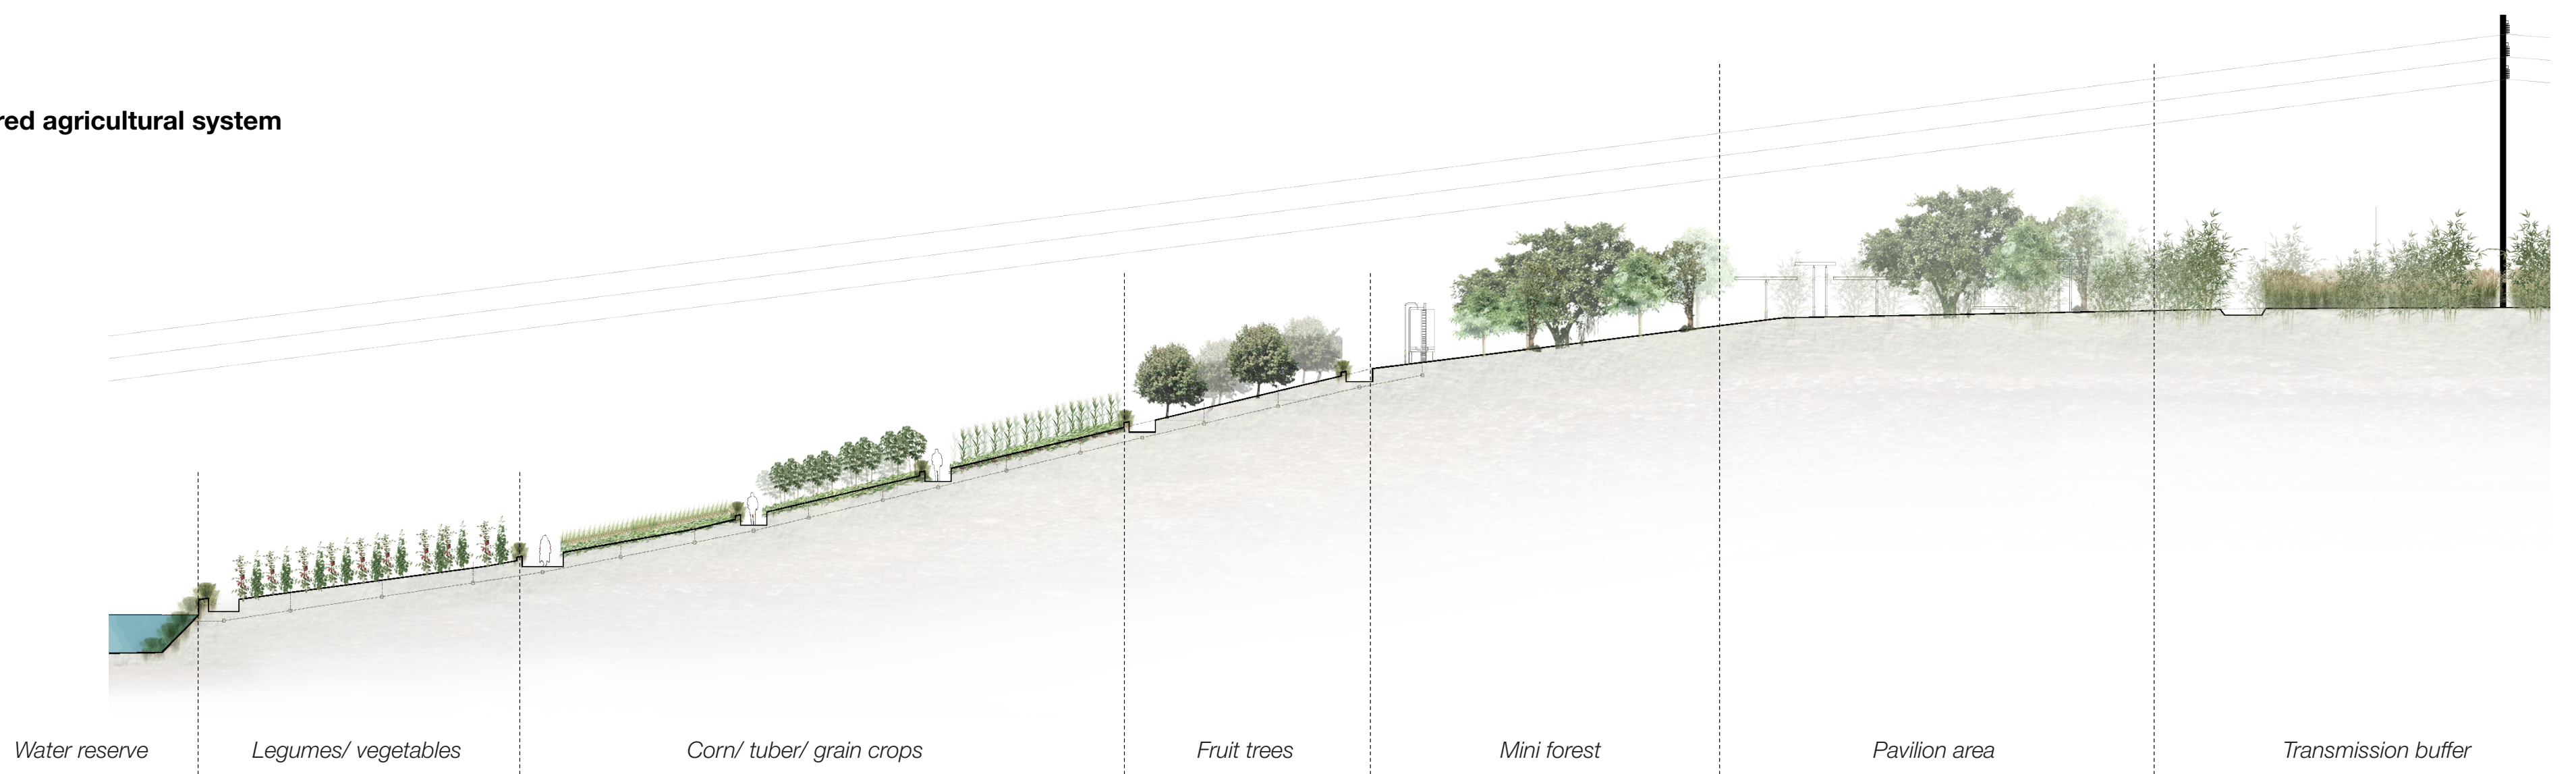 red agricultural system
Water reserve
Legumes/ vegetables
Corn/ tuber/ grain crops
Fruit trees
Mini forest
Pavilion area
Transmission buffer